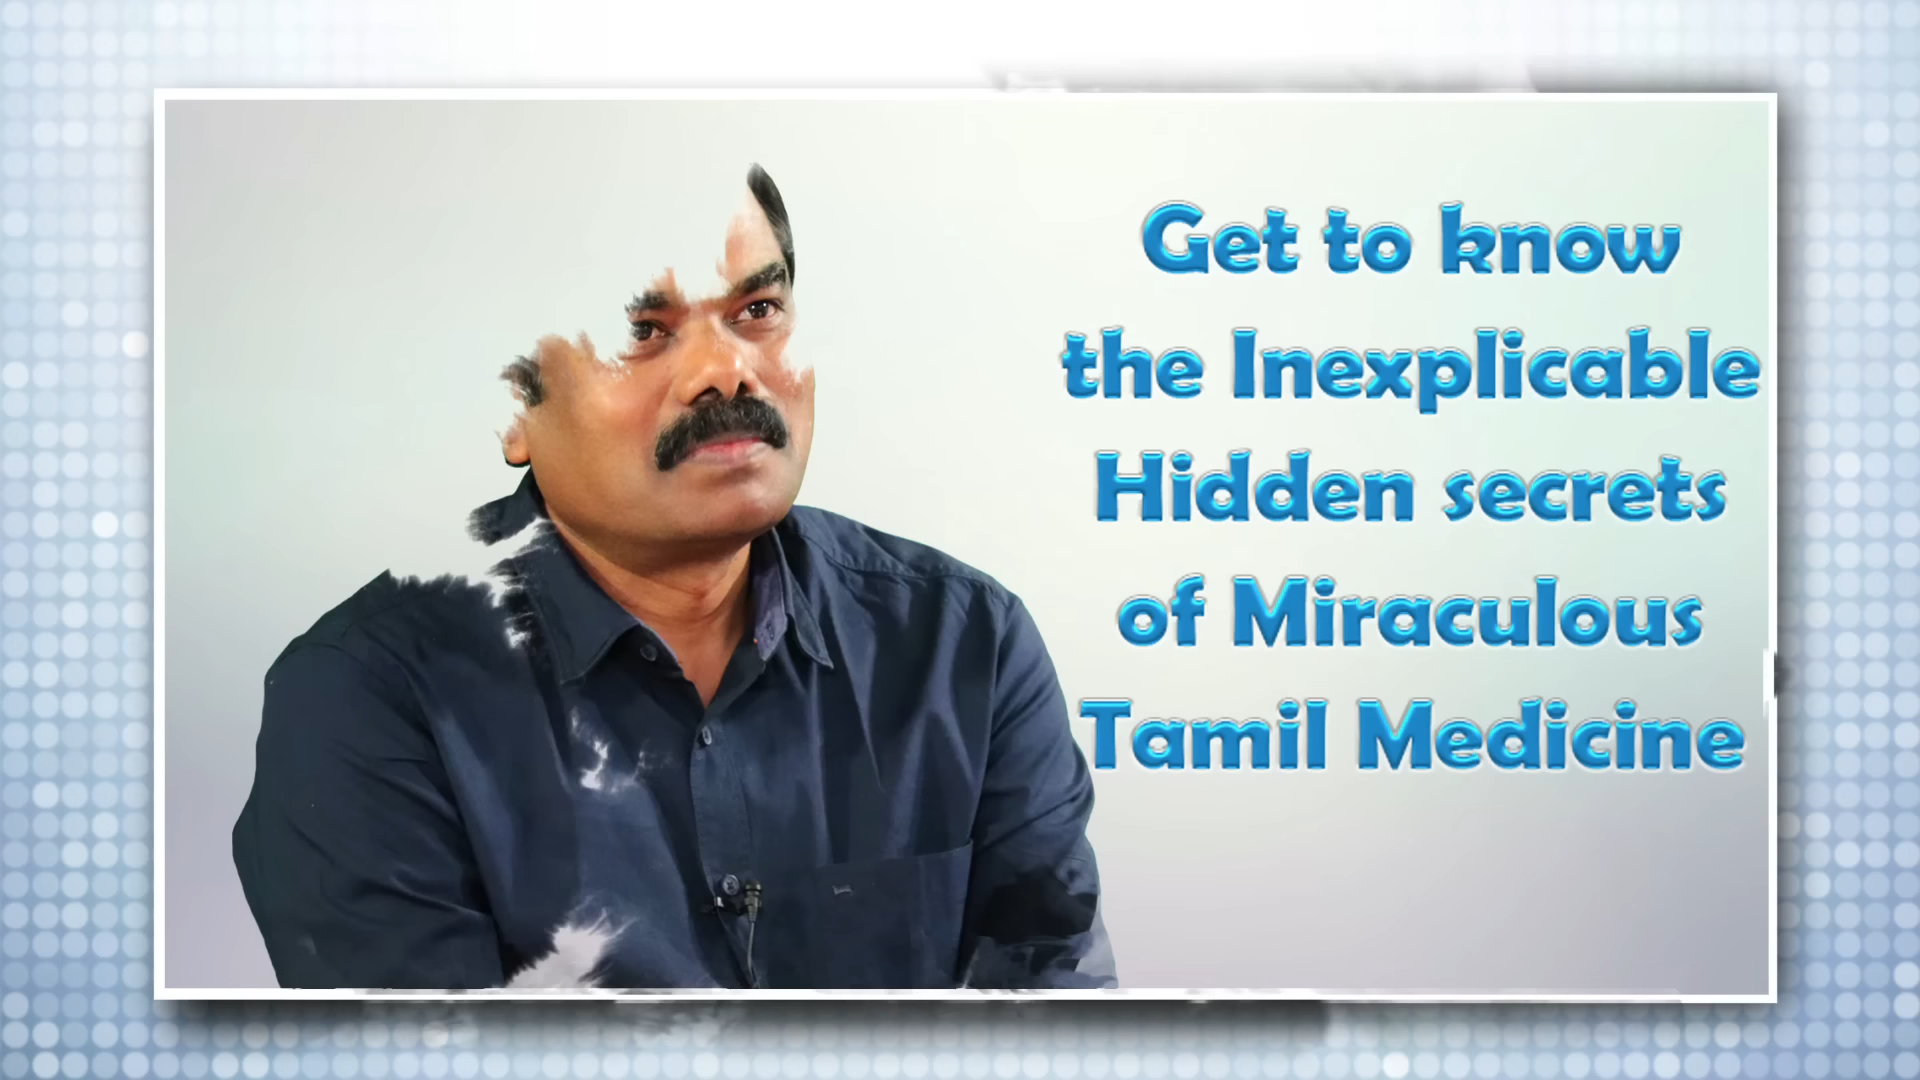 Get to know
the Inexplicable
Hidden secrets
of Miraculous
Tamil Medicine